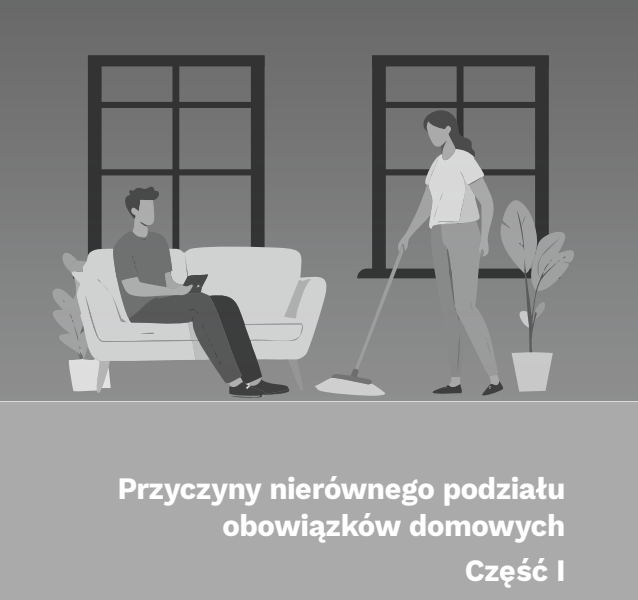 Przyczyny nierównego podziału
obowiązków domowych
Część I